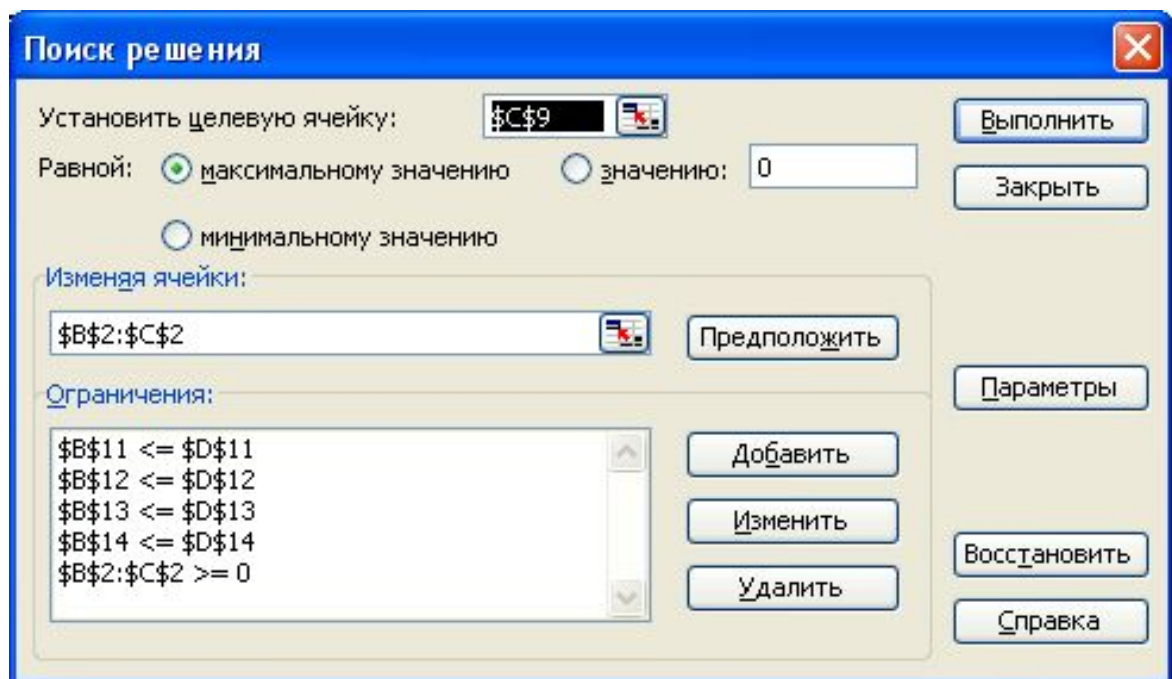 Поиск решения
Установить целевую ячейку: $C$9
Выполнить
Равной: максимальному значению значению: 0
Закрыть
минимальному значению
Изменяя ячейки:
$B$2:$C$2
Предположить
Параметры
Ограничения:
$B$11 <= $D$11
$B$12 <= $D$12
$B$13 <= $D$13
$B$14 <= $D$14
$B$2:$C$2 >= 0
Добавить
Изменить
Удалить
Восстановить
Справка